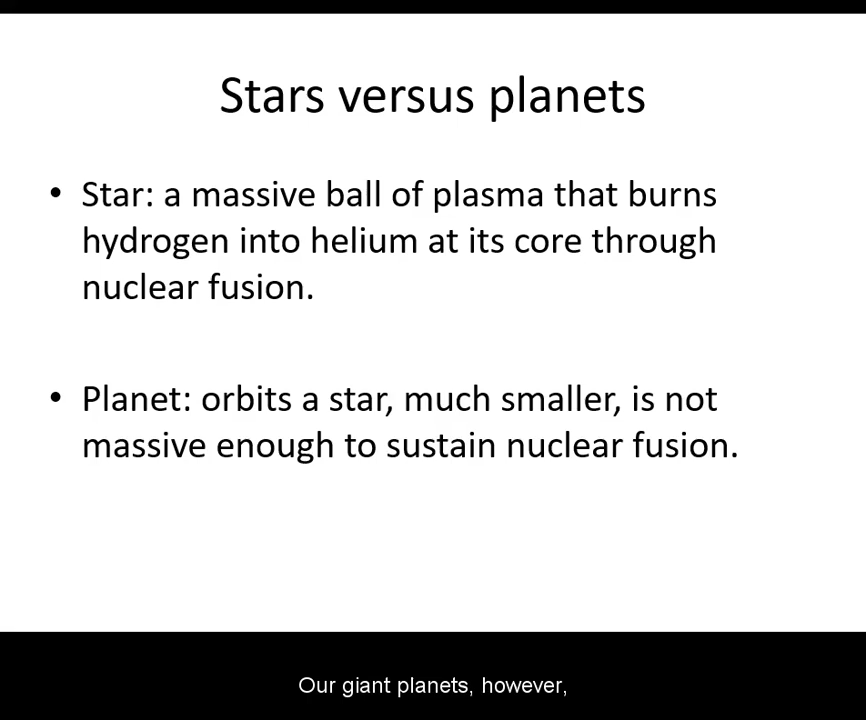 Stars versus planets
• Star: a massive ball of plasma that burns
hydrogen into helium at its core through
nuclear fusion.
• Planet: orbits a star, much smaller, is not
massive enough to sustain nuclear fusion.
Our giant planets, however,